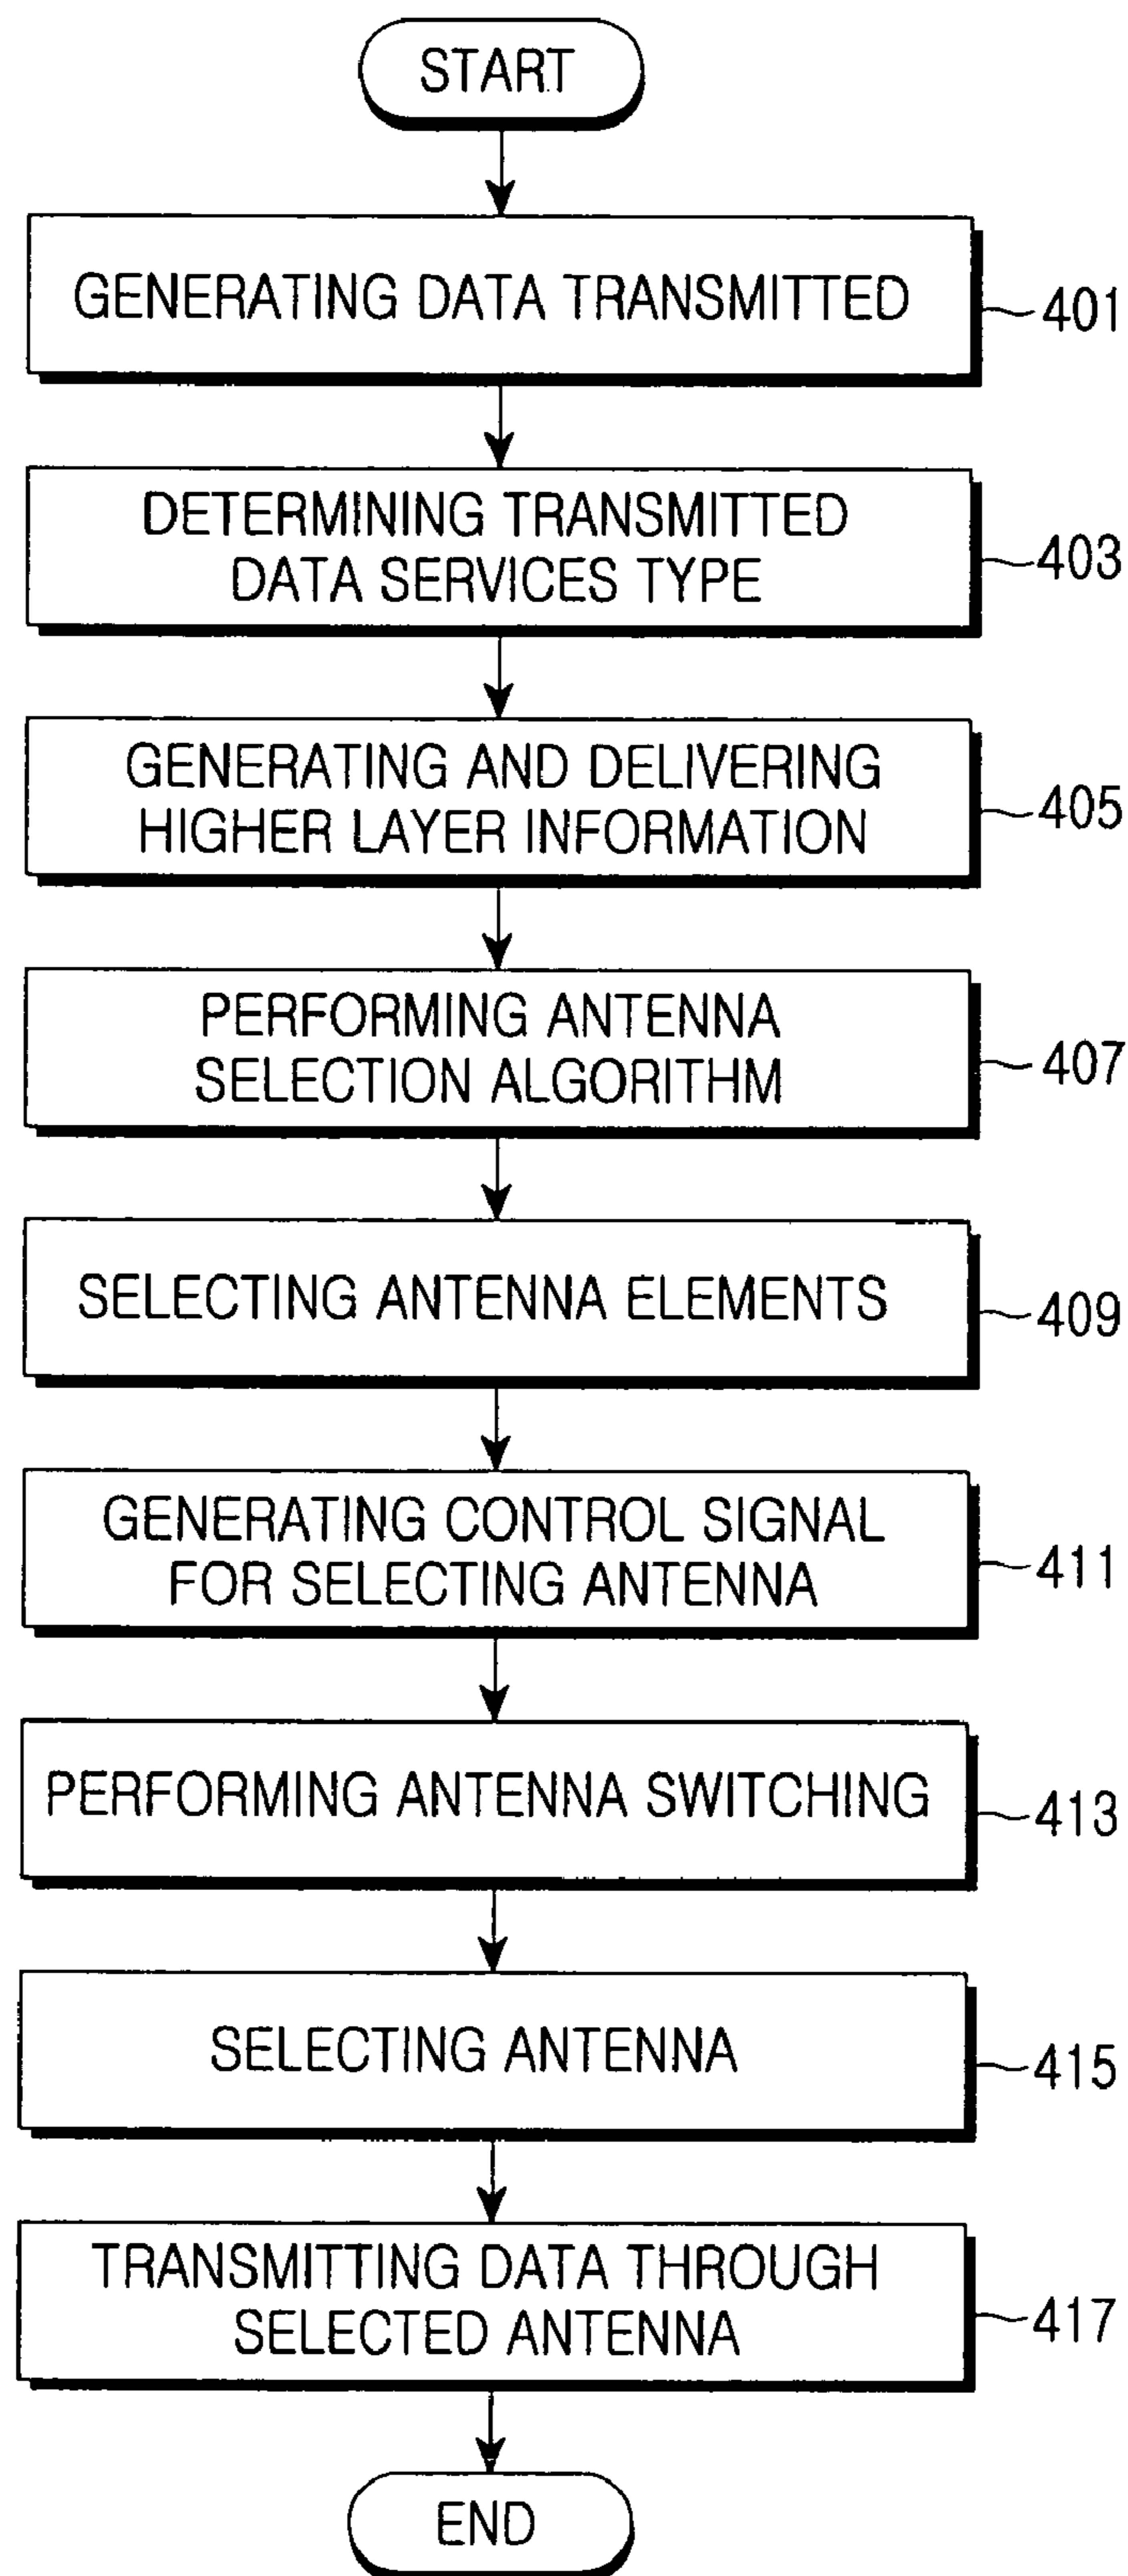 START
GENERATING DATA TRANSMITTED
401
DETERMINING TRANSMITTED
DATA SERVICES TYPE
403
GENERATING AND DELIVERING
HIGHER LAYER INFORMATION
405
PERFORMING ANTENNA
SELECTION ALGORITHM
407
SELECTING ANTENNA ELEMENTS
409
GENERATING CONTROL SIGNAL
FOR SELECTING ANTENNA
411
PERFORMING ANTENNA SWITCHING
413
SELECTING ANTENNA
415
TRANSMITTING DATA THROUGH
SELECTED ANTENNA
417
END